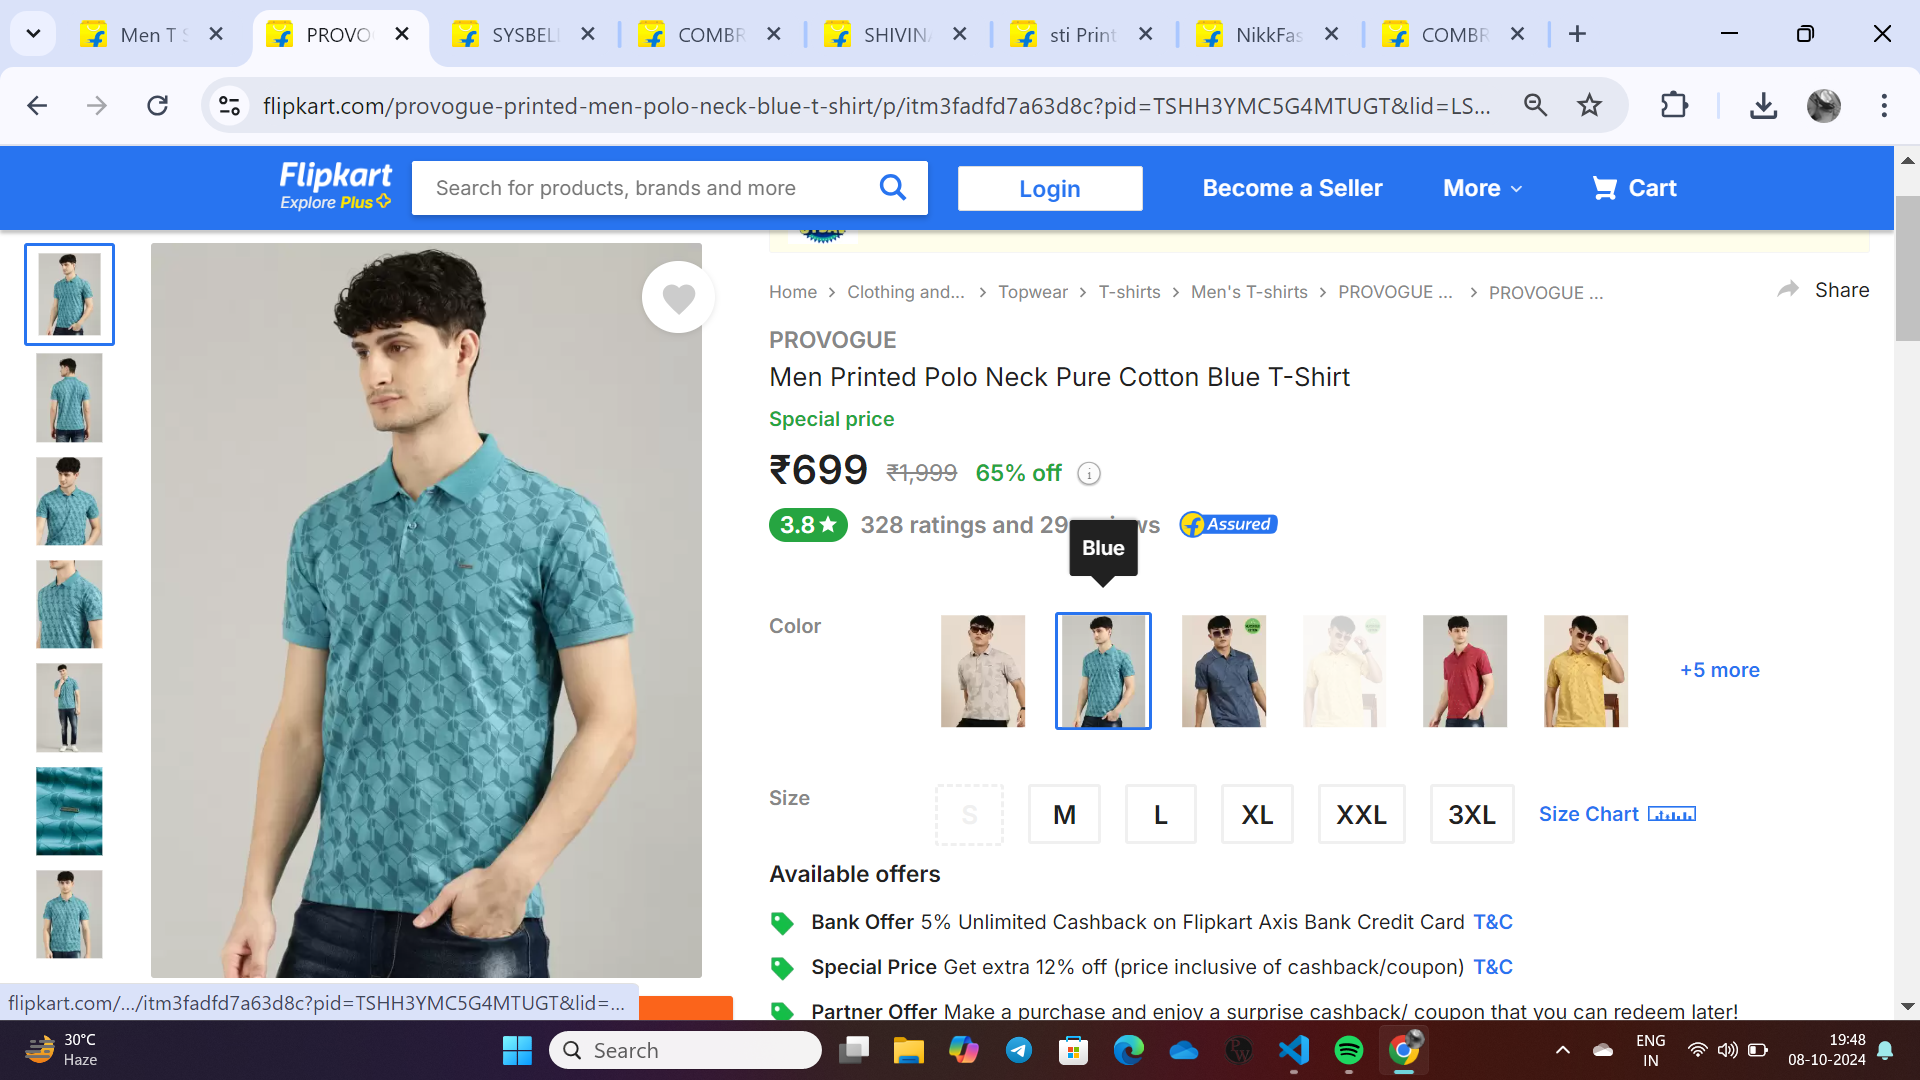 Men T S
PROVO
SYSBEL
COMBR
SHIVIN
sti Print
NikkFas
COMBR
flipkart.com/provogue-printed-men-polo-neck-blue-t-shirt/p/itm3fadfd7a63d8c?pid=TSHH3YMC5G4MTUGT&lid=LS...
Flipkart
Explore Plus
Search for products, brands and more
Login
Become a Seller
More
Cart
Home > Clothing and... > Topwear > T-shirts > Men's T-shirts > PROVOGUE ... > PROVOGUE ...
Share
PROVOGUE
Men Printed Polo Neck Pure Cotton Blue T-Shirt
Special price
₹699 ₹1,999 65% off i
3.8★ 328 ratings and 29
Assured
Blue
Color
+5 more
Size
S
M
L
XL
XXL
3XL
Size Chart
Available offers
Bank Offer 5% Unlimited Cashback on Flipkart Axis Bank Credit Card T&C
Special Price Get extra 12% off (price inclusive of cashback/coupon) T&C
Partner Offer Make a purchase and enjoy a surprise cashback/ coupon that you can redeem later!
flipkart.com/.../itm3fadfd7a63d8c?pid=TSHH3YMC5G4MTUGT&lid=...
30°C
Haze
Search
ENG
IN
19:48
08-10-2024